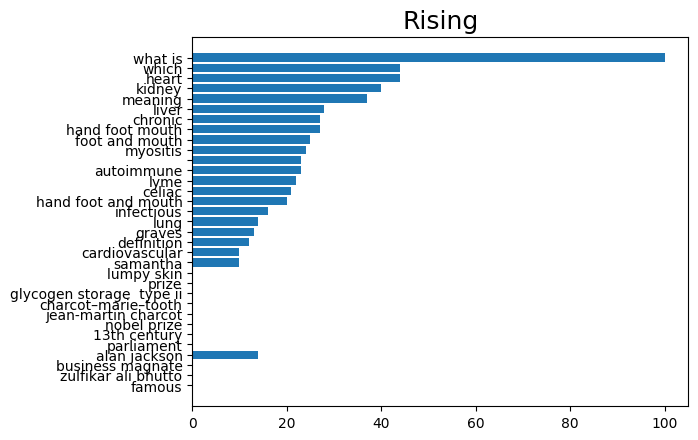 Rising
what is
which
heart
kidney
meaning
liver
chronic
hand foot mouth
foot and mouth
myositis
autoimmune
lyme
celiac
hand foot and mouth
infectious
lung
graves
definition
cardiovascular
samantha
lumpy skin
prize
glycogen storage  type ii
charcot–marie–tooth
jean-martin charcot
nobel prize
13th century
parliament
alan jackson
business magnate
zulfikar ali bhutto
famous
0 20 40 60 80 100